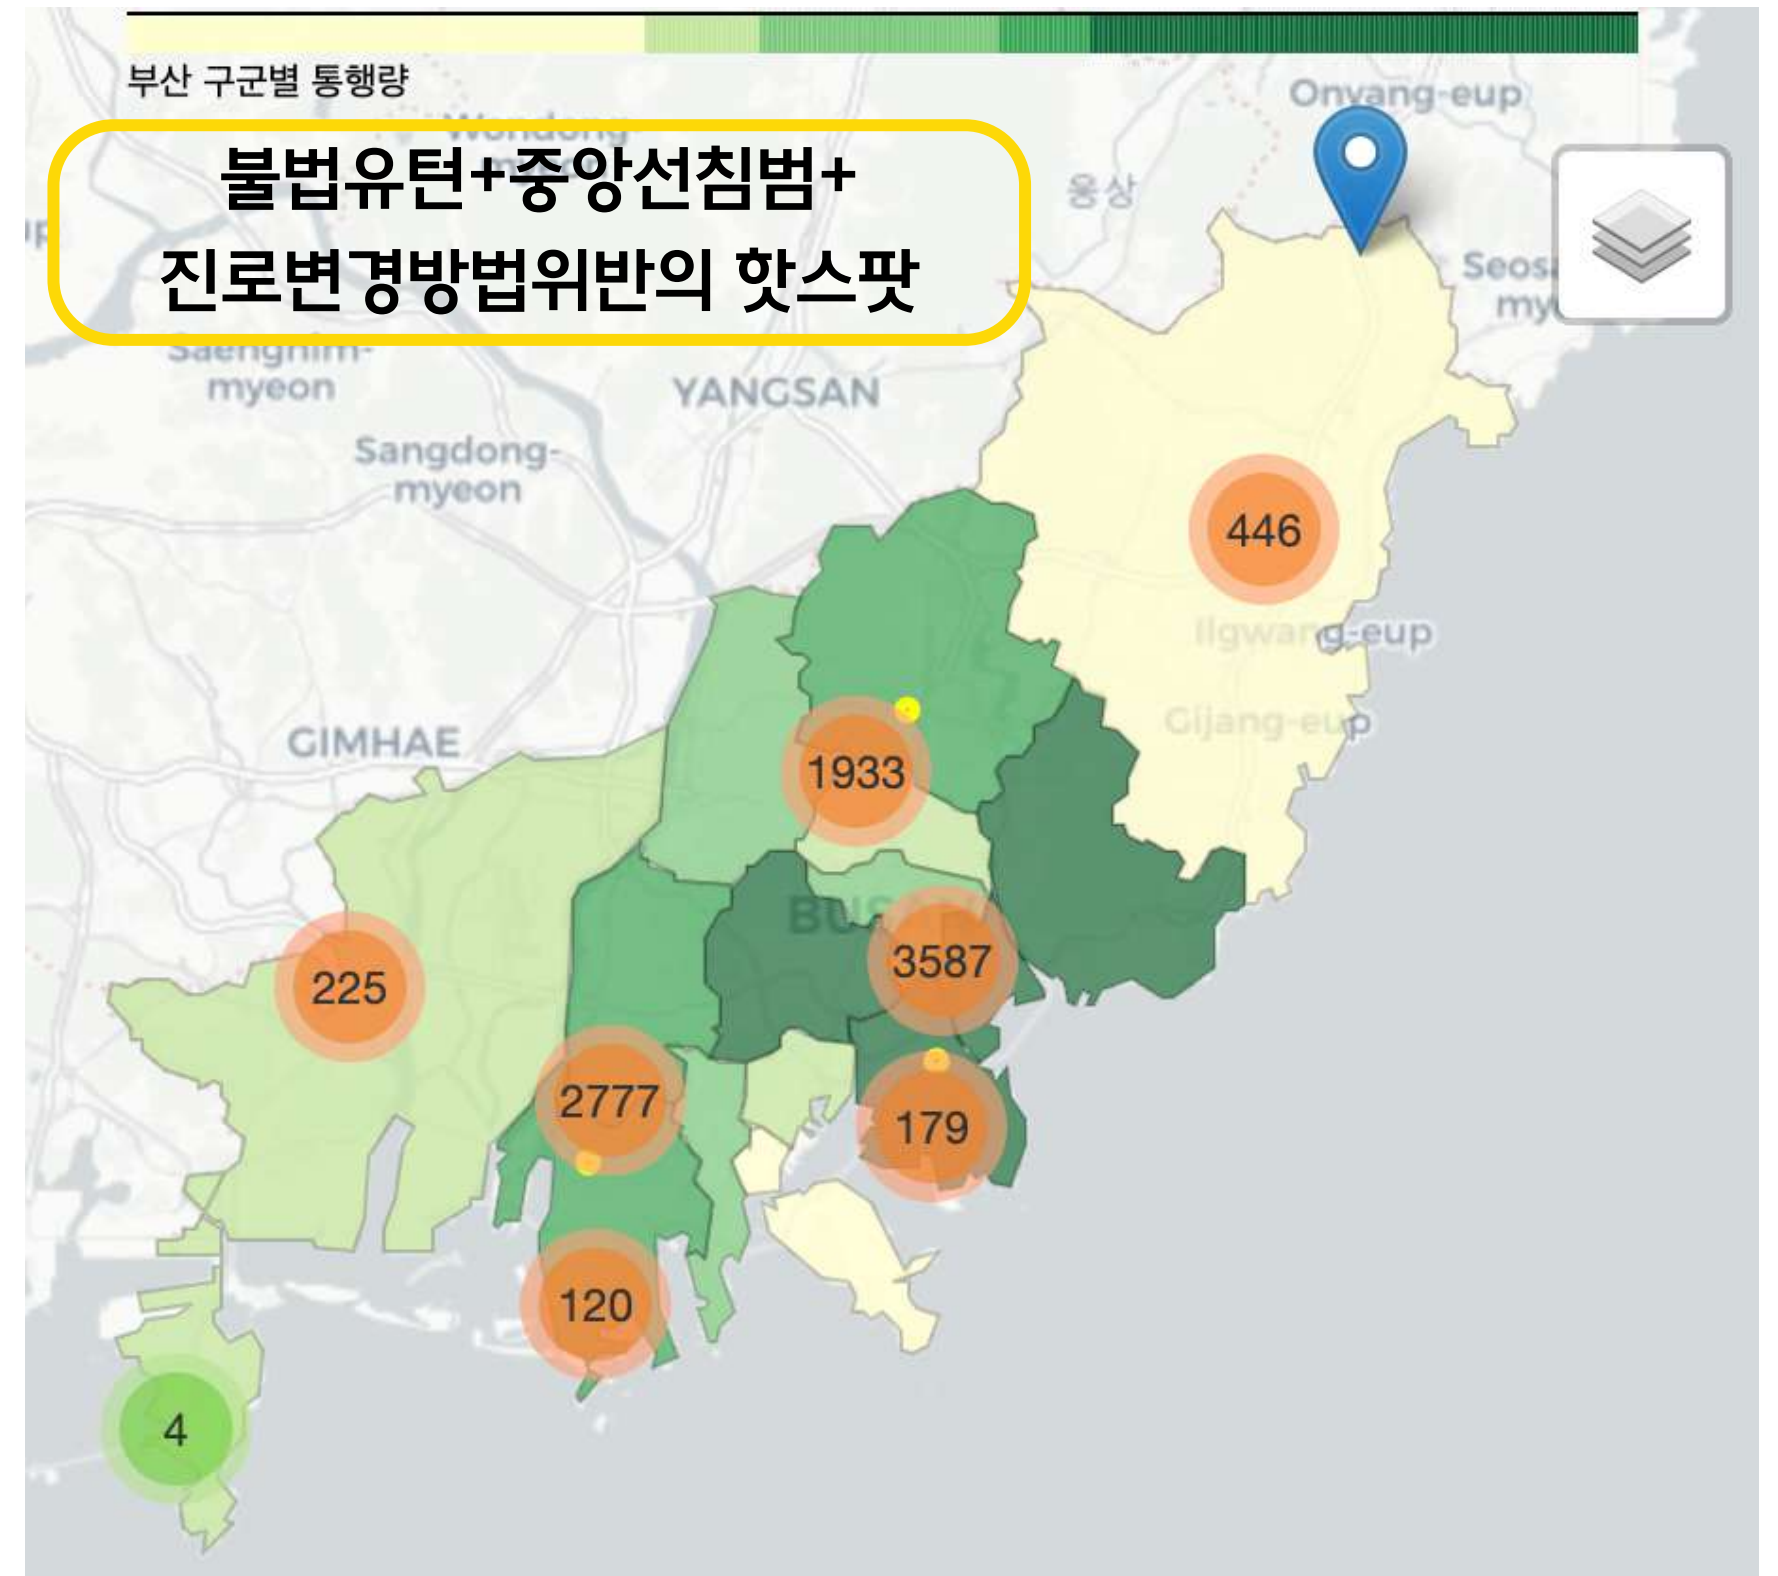 부산 구군별 통행량
Onyang-eup
불법유턴+중앙선침범+
진로변경방법위반의 핫스팟
웅상
Seos
my
Saenghim-
myeon
YANGSAN
Sangdong-
myeon
446
Ilgwang-eup
Gijang-eup
GIMHAE
1933
BUSAN
3587
225
2777
179
120
4